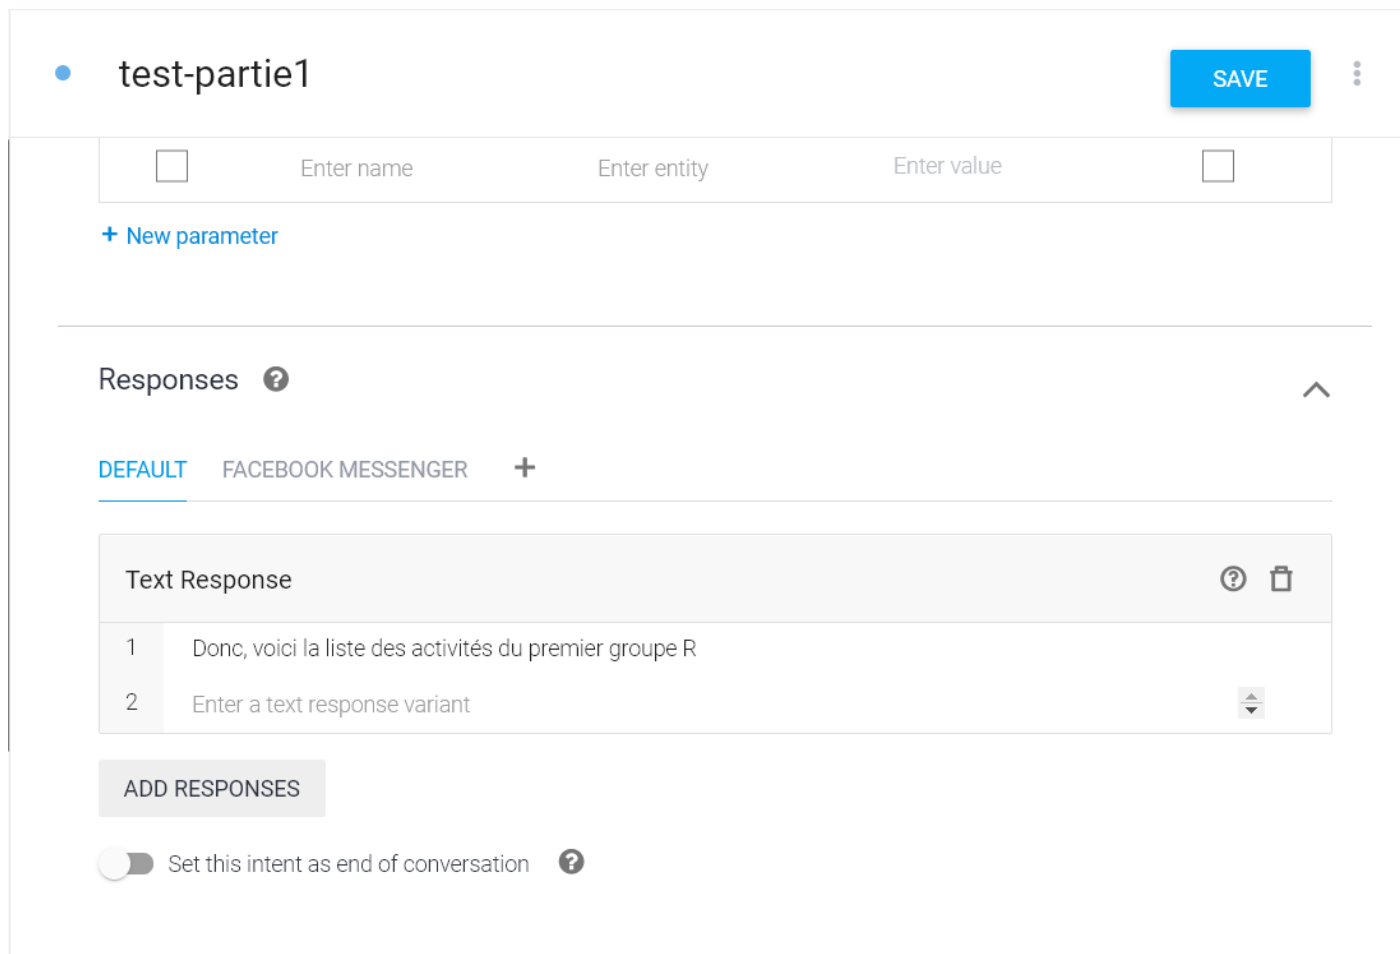 test-partie1
SAVE
Enter name Enter entity Enter value
+ New parameter
Responses ?
DEFAULT FACEBOOK MESSENGER +
Text Response ?
1 Donc, voici la liste des activités du premier groupe R
2 Enter a text response variant
ADD RESPONSES
Set this intent as end of conversation ?